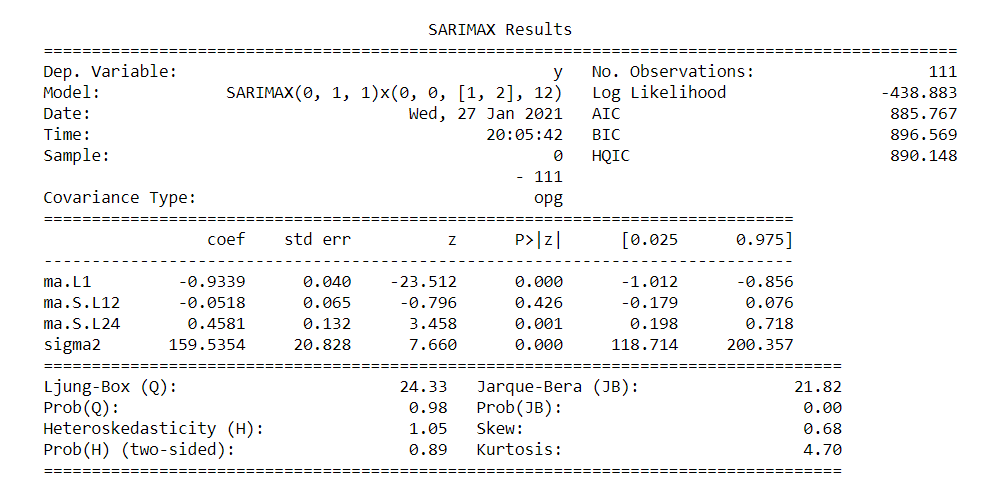 SARIMAX Results
==========================================================================================
Dep. Variable: y No. Observations: 111
Model: SARIMAX(0, 1, 1)x(0, 0, [1, 2], 12) Log Likelihood -438.883
Date: Wed, 27 Jan 2021 AIC 885.767
Time: 20:05:42 BIC 896.569
Sample: 0 HQIC 890.148
- 111
Covariance Type: opg
==============================================================================
coef std err z P>|z| [0.025 0.975]
------------------------------------------------------------------------------
ma.L1 -0.9339 0.040 -23.512 0.000 -1.012 -0.856
ma.S.L12 -0.0518 0.065 -0.796 0.426 -0.179 0.076
ma.S.L24 0.4581 0.132 3.458 0.001 0.198 0.718
sigma2 159.5354 20.828 7.660 0.000 118.714 200.357
===================================================================================
Ljung-Box (Q): 24.33 Jarque-Bera (JB): 21.82
Prob(Q): 0.98 Prob(JB): 0.00
Heteroskedasticity (H): 1.05 Skew: 0.68
Prob(H) (two-sided): 0.89 Kurtosis: 4.70
===================================================================================